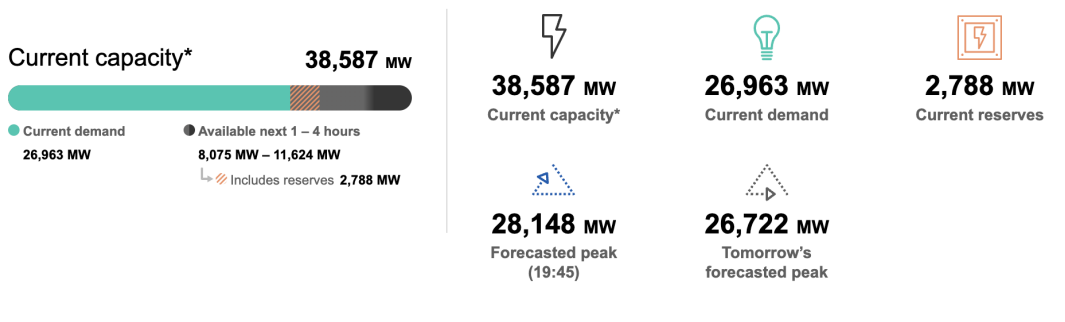 Current capacity*
38,587 MW
Current demand
26,963 MW
Available next 1 – 4 hours
8,075 MW – 11,624 MW
Includes reserves 2,788 MW
38,587 MW
Current capacity*
26,963 MW
Current demand
2,788 MW
Current reserves
28,148 MW
Forecasted peak
(19:45)
26,722 MW
Tomorrow's
forecasted peak